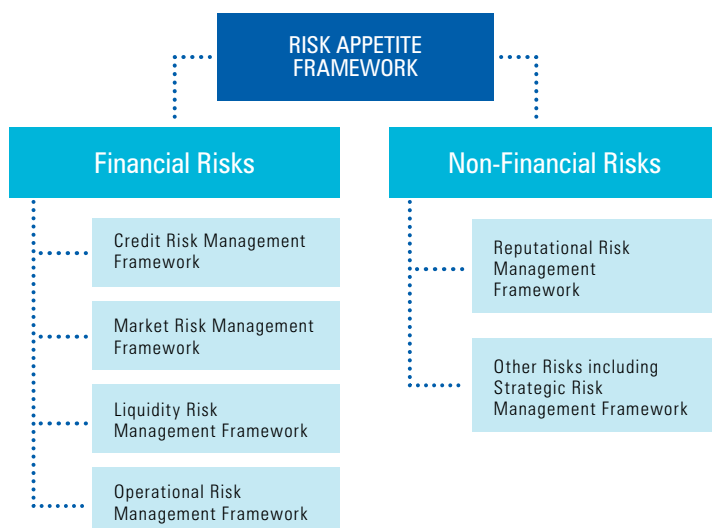 RISK APPETITE
FRAMEWORK
Financial Risks
Credit Risk Management
Framework
Market Risk Management
Framework
Liquidity Risk
Management Framework
Operational Risk
Management Framework
Non-Financial Risks
Reputational Risk
Management
Framework
Other Risks including
Strategic Risk
Management Framework